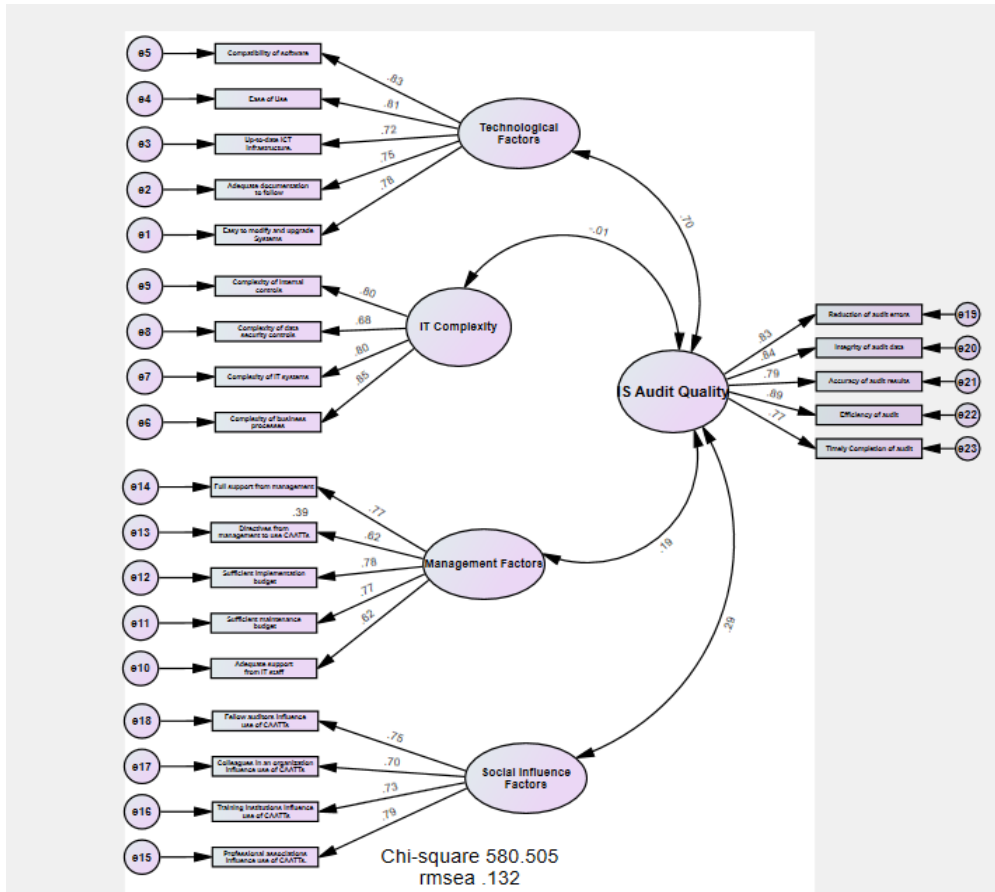 e5
Compatibility of software
.83
e4
Ease of Use
.81
e3
Up-to-date ICT
Infrastructure.
.72
e2
Adequate documentation
to follow
.75
e1
Easy to modify and upgrade
Systems
.78
Technological
Factors
.70
e9
Complexity of internal
controls
.80
e8
Complexity of data
security controls
.68
e7
Complexity of IT systems
.80
e6
Complexity of business
processes
.85
IT Complexity
-.01
IS Audit Quality
.83
Reduction of audit errors
e19
.84
Integrity of audit data
e20
.79
Accuracy of audit results
e21
.89
Efficiency of audit
e22
.77
Timely Completion of audit
e23
e14
Full support from management
.77
.39
e13
Directives from
management to use CAATTs
.62
e12
Sufficient implementation
budget
.78
e11
Sufficient maintenance
budget
.77
e10
Adequate support
from IT staff
.62
Management Factors
.19
.29
e18
Fellow auditors influence
use of CAATTs
.75
e17
Colleagues in an organization
influence use of CAATTs
.70
e16
Training Institutions influence
use of CAATTs
.73
e15
Professional associations
influence use of CAATTs.
.79
Social Influence
Factors
Chi-square 580.505
rmsea .132